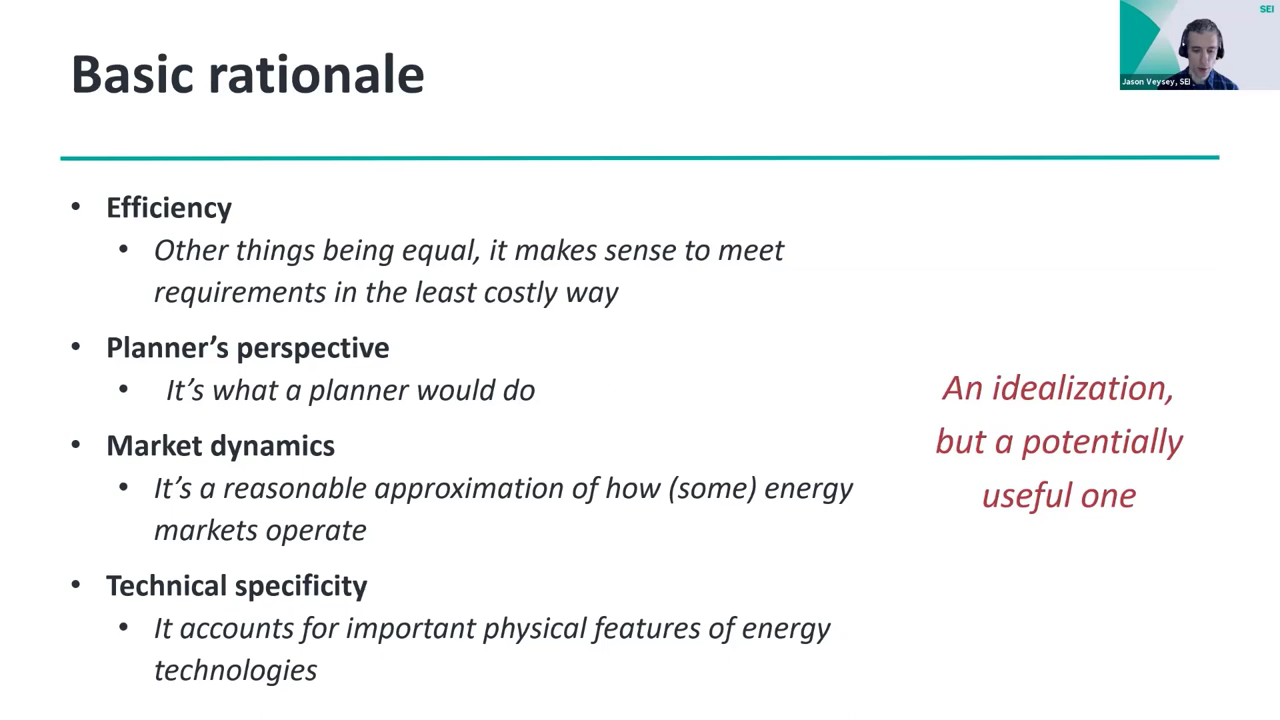 Basic rationale
SEI
Jason Veysey, SEI
• Efficiency
• Other things being equal, it makes sense to meet
requirements in the least costly way
• Planner’s perspective
• It’s what a planner would do
• Market dynamics
• It’s a reasonable approximation of how (some) energy
markets operate
• Technical specificity
• It accounts for important physical features of energy
technologies
An idealization,
but a potentially
useful one